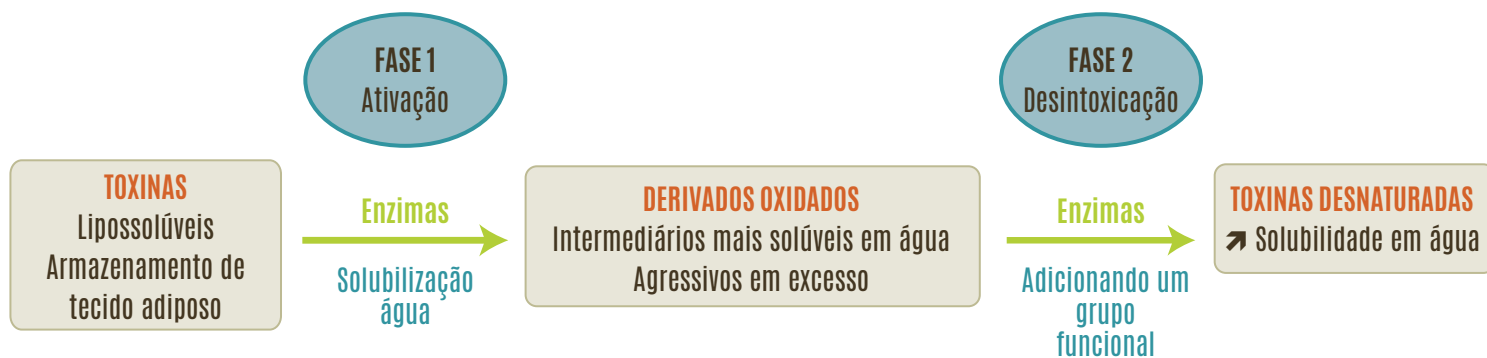 FASE 1
Ativação
FASE 2
Desintoxicação
TOXINAS
Lipossolúveis
Armazenamento de
tecido adiposo
Enzimas
Solubilização
água
DERIVADOS OXIDADOS
Intermediários mais solúveis em água
Agressivos em excesso
Enzimas
Adicionando um
grupo
funcional
TOXINAS DESNATURADAS
↗ Solubilidade em água